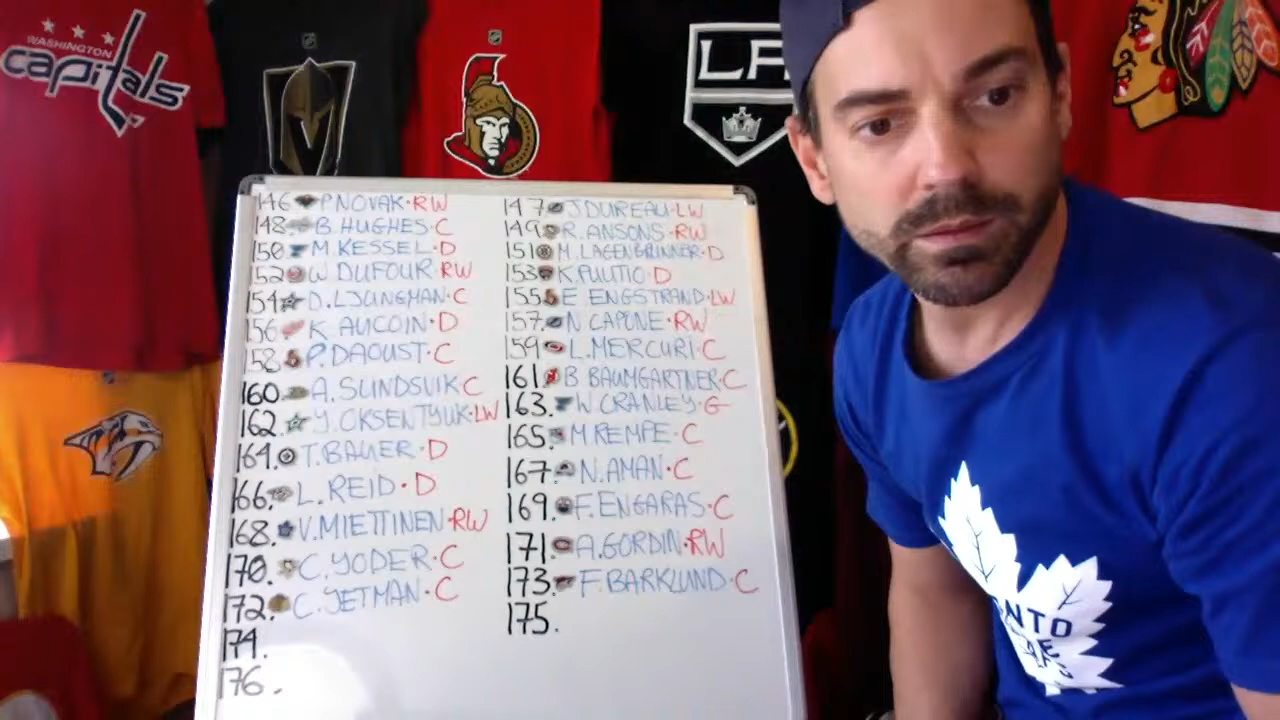 WASHINGTON
capitals
LA
146 P NOVAK·RW
147 J DUREAU·LW
148. B. HUGHES·C
149 R. ANSONS·RW
150 M. KESSEL·D
151 M. LAGENBRUNNER·D
152 W. DUFOUR·RW
153 K. PUUTIO·D
154 D. LJUNGMAN·C
155 E. ENGSTRAND·LW
156 K AUCOIN·D
157. N CAPONE·RW
158. P. DAOUST·C
159 L. MERCURI·C
160. A. SUNDSVIK C
161 B BAUMGARTNER·C
162. Y. OKSENTYUK·LW
163. W CRANLEY·G
164. T. BAUER·D
165. M REMPE·C
166. L. REID·D
167. N. AMAN·C
168. V. MIETTINEN·RW
169. F. ENGARAS·C
170. C. YODER·C
171. A. GORDIN·RW
172. C. JETMAN·C
173. F. BARKLUND·C
174.
175.
176.